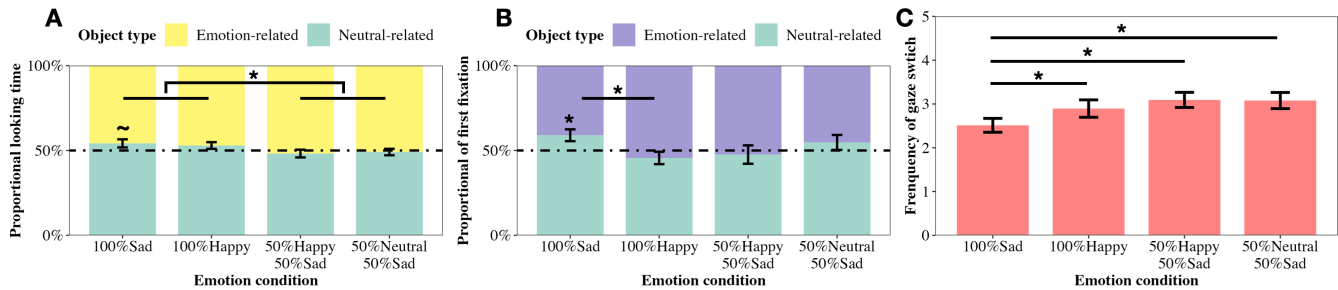 A
Object type Emotion-related Neutral-related
Proportional looking time
100%
50%
0%
*
~
100%Sad 100%Happy 50%Happy 50%Neutral
50%Sad 50%Sad
Emotion condition
B
Object type Emotion-related Neutral-related
Proportional of first fixation
100%
50%
0%
*
*
100%Sad 100%Happy 50%Happy 50%Neutral
50%Sad 50%Sad
Emotion condition
C
Frenquency of gaze swtich
5
4
3
2
1
0
*
*
*
100%Sad 100%Happy 50%Happy 50%Neutral
50%Sad 50%Sad
Emotion condition